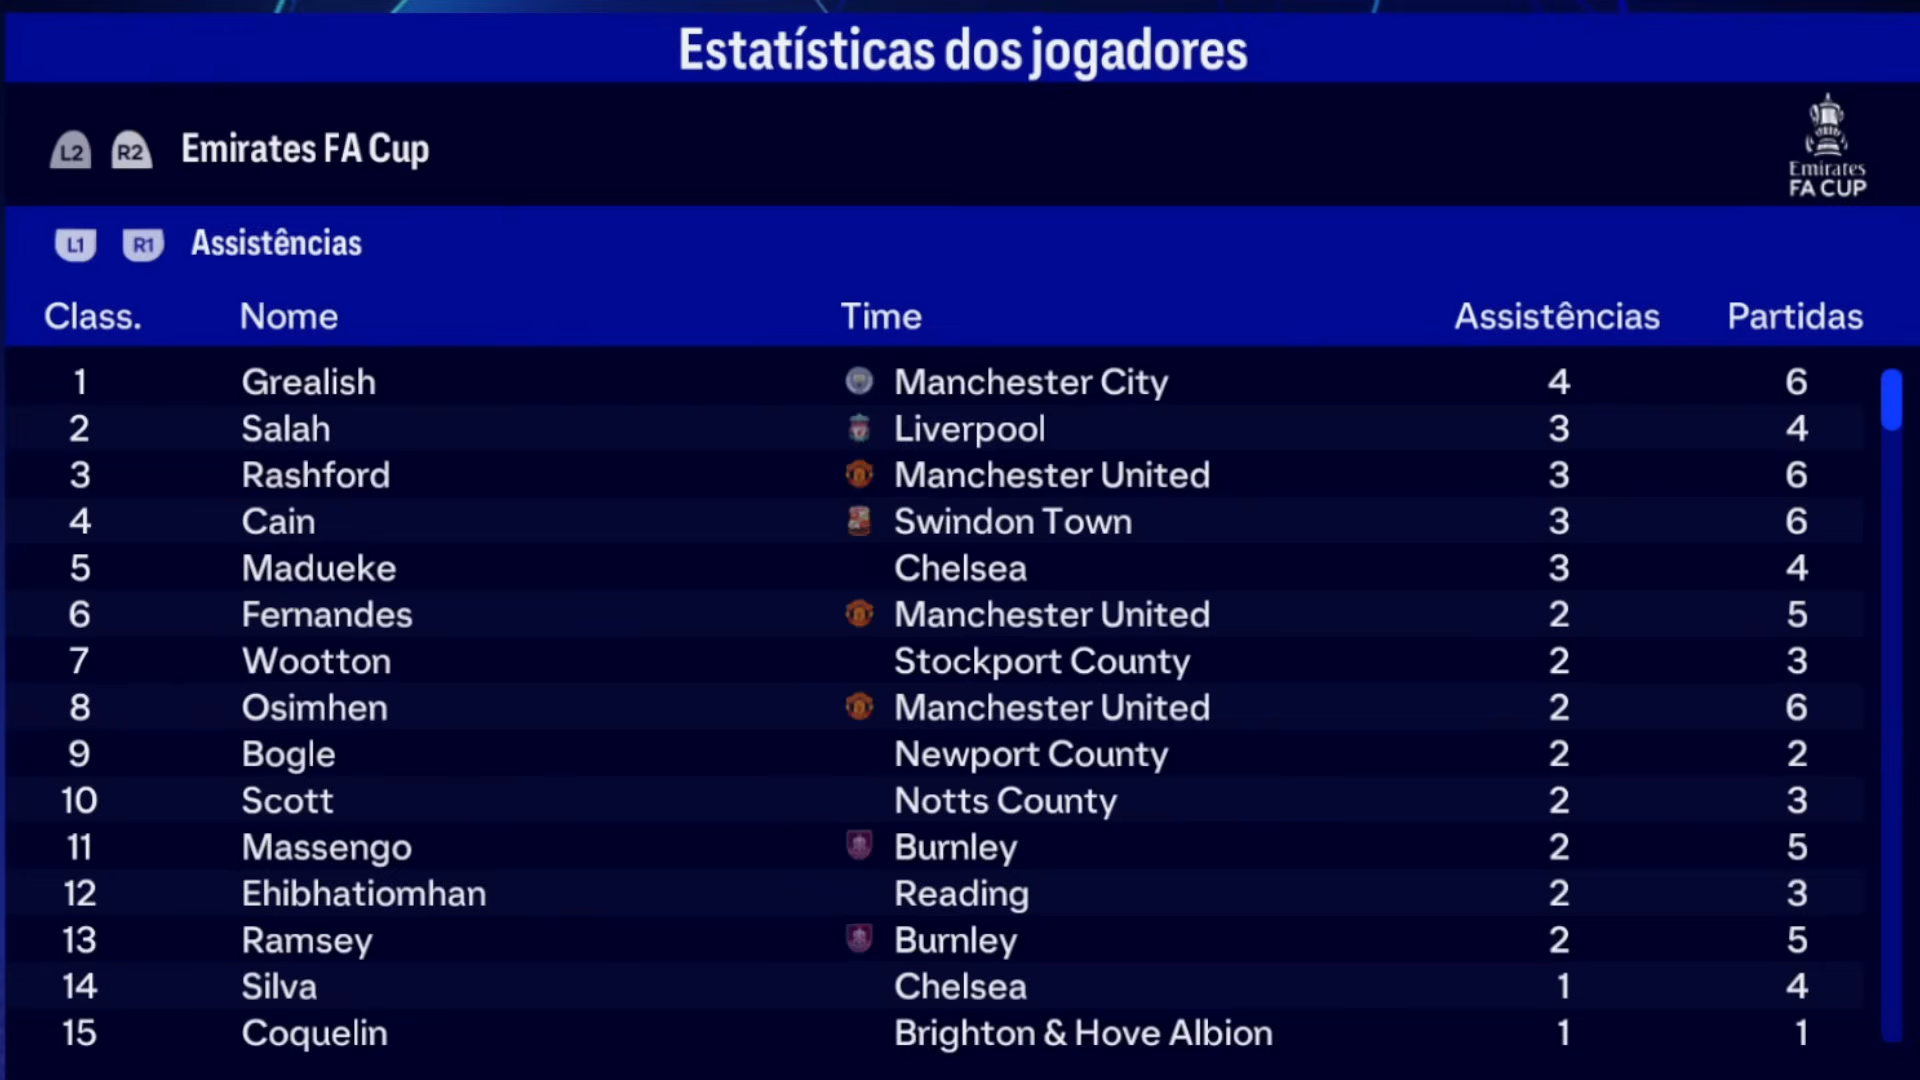 Estatísticas dos jogadores
L2 R2 Emirates FA Cup
Emirates
FA CUP
L1 R1 Assistências
Class. Nome Time Assistências Partidas
1 Grealish Manchester City 4 6
2 Salah Liverpool 3 4
3 Rashford Manchester United 3 6
4 Cain Swindon Town 3 6
5 Madueke Chelsea 3 4
6 Fernandes Manchester United 2 5
7 Wootton Stockport County 2 3
8 Osimhen Manchester United 2 6
9 Bogle Newport County 2 2
10 Scott Notts County 2 3
11 Massengo Burnley 2 5
12 Ehibhatiomhan Reading 2 3
13 Ramsey Burnley 2 5
14 Silva Chelsea 1 4
15 Coquelin Brighton & Hove Albion 1 1